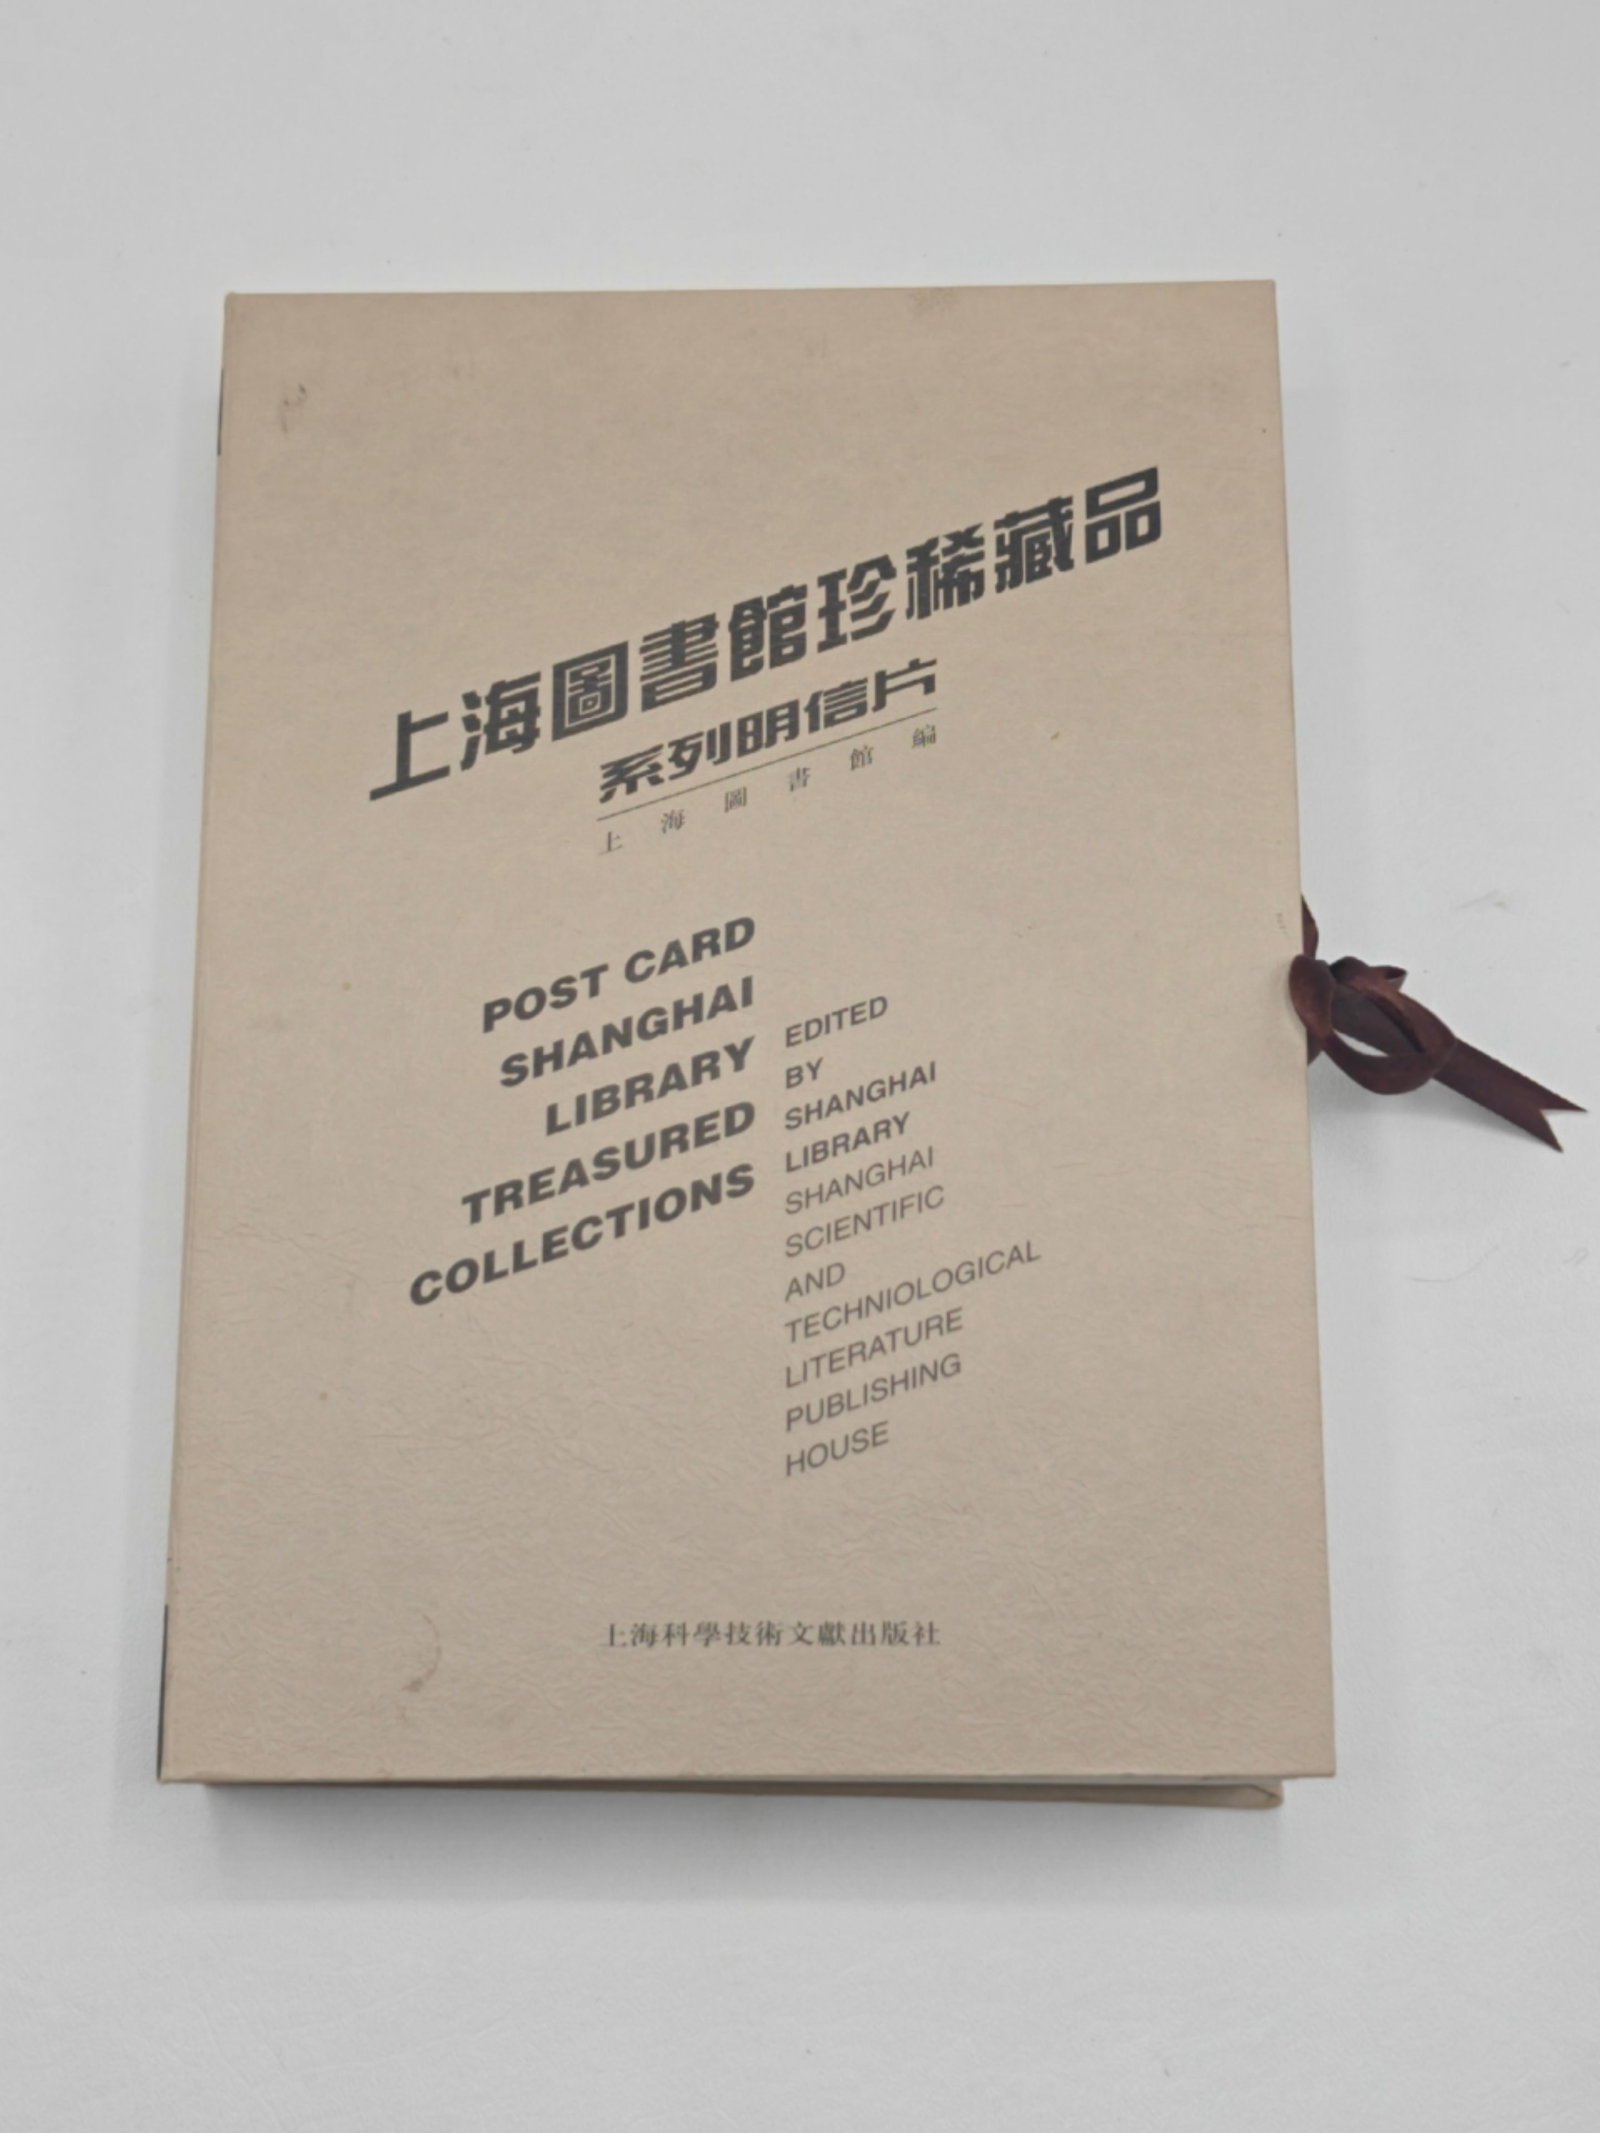 上海圖書館珍稀藏品
系列明信片
上海圖書館編
POST CARD
SHANGHAI
LIBRARY
TREASURED
COLLECTIONS
EDITED
BY
SHANGHAI
LIBRARY
SHANGHAI
SCIENTIFIC
AND
TECHNIOLOGICAL
LITERATURE
PUBLISHING
HOUSE
上海科學技術文獻出版社